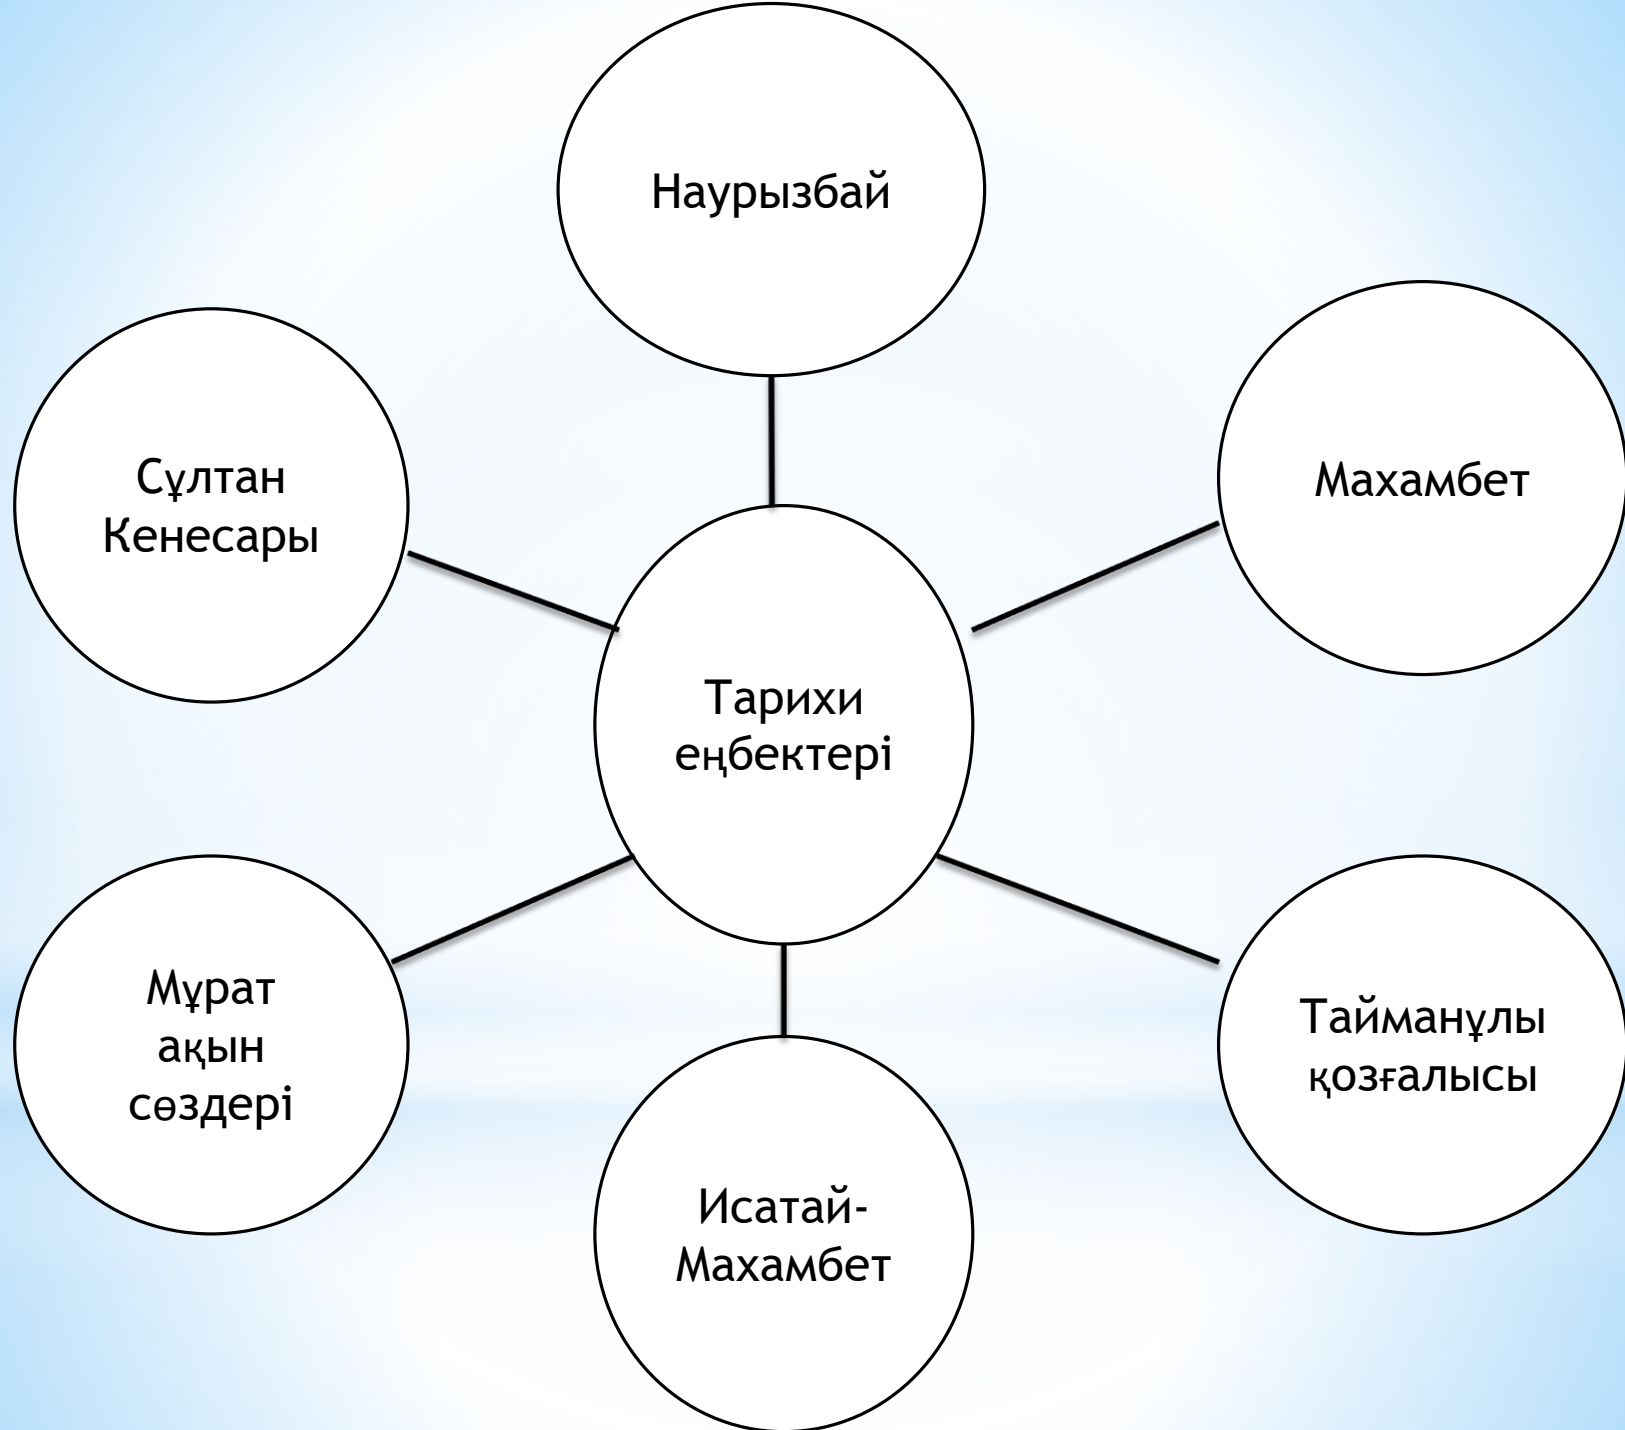 Наурызбай
Сұлтан
Кенесары
Махамбет
Тарихи
еңбектері
Мұрат
ақын
сөздері
Тайманұлы
қозғалысы
Исатай-
Махамбет